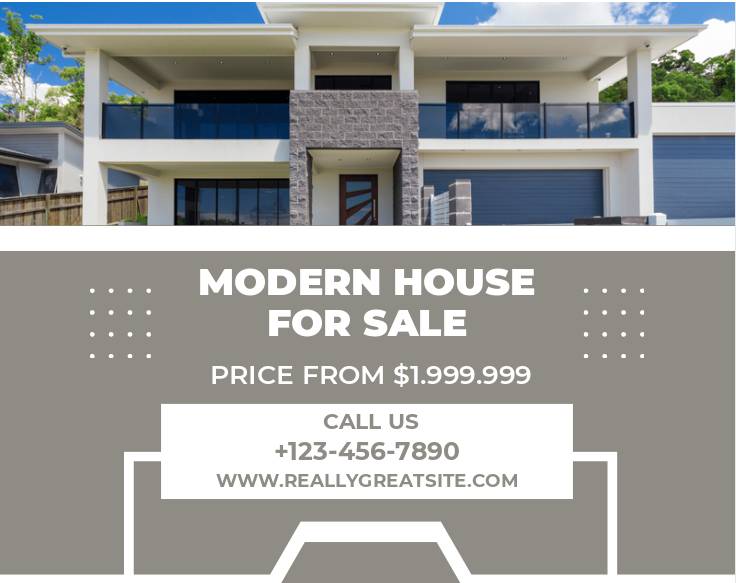 MODERN HOUSE
FOR SALE
PRICE FROM $1.999.999
CALL US
+123-456-7890
WWW.REALLYGREATSITE.COM